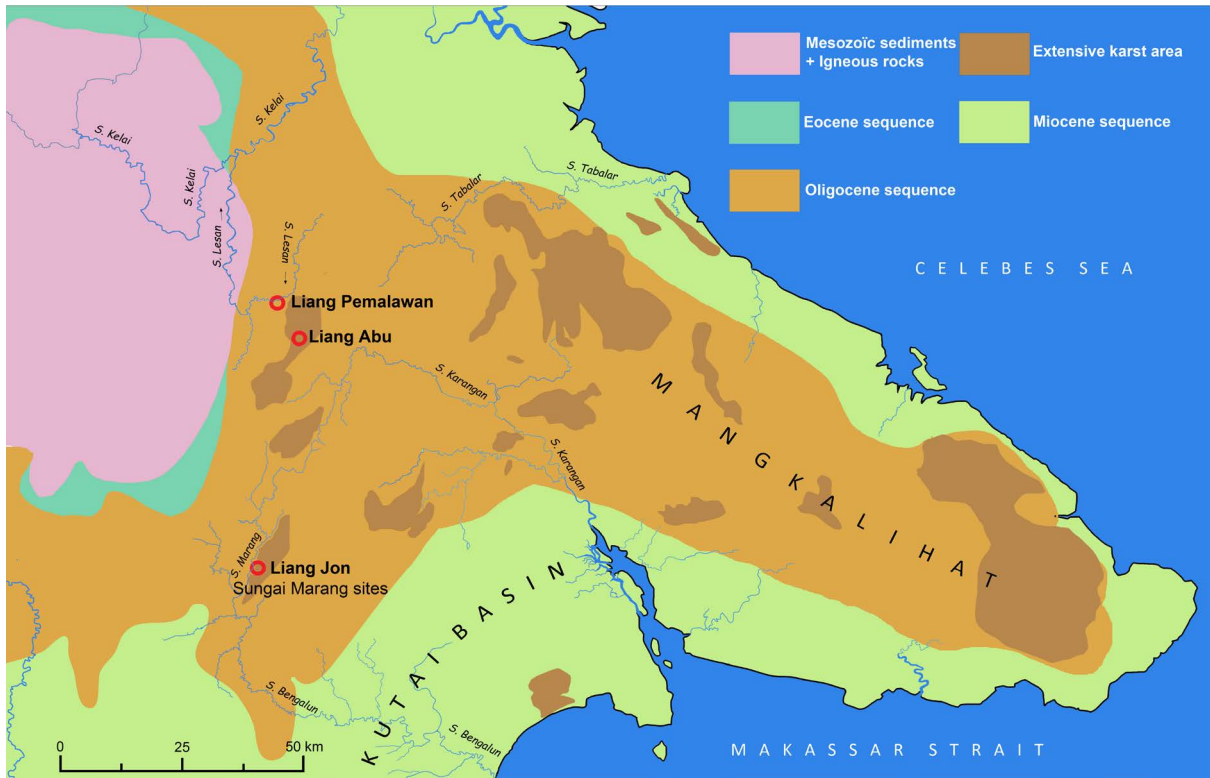 Mesozoïc sediments
+ Igneous rocks
Extensive karst area
Eocene sequence
Miocene sequence
Oligocene sequence
S. Kelai
S. Kelai
S. Kelai
S. Lesan
S. Lesan
S. Tabalar
S. Tabalar
CELEBES SEA
Liang Pemalawan
Liang Abu
S. Karangan
S. Karangan
MANGKALIHAT
S. Marang
Liang Jon
Sungai Marang sites
KUTAI BASIN
S. Bengalun
S. Bengalun
MAKASSAR STRAIT
0 25 50 km